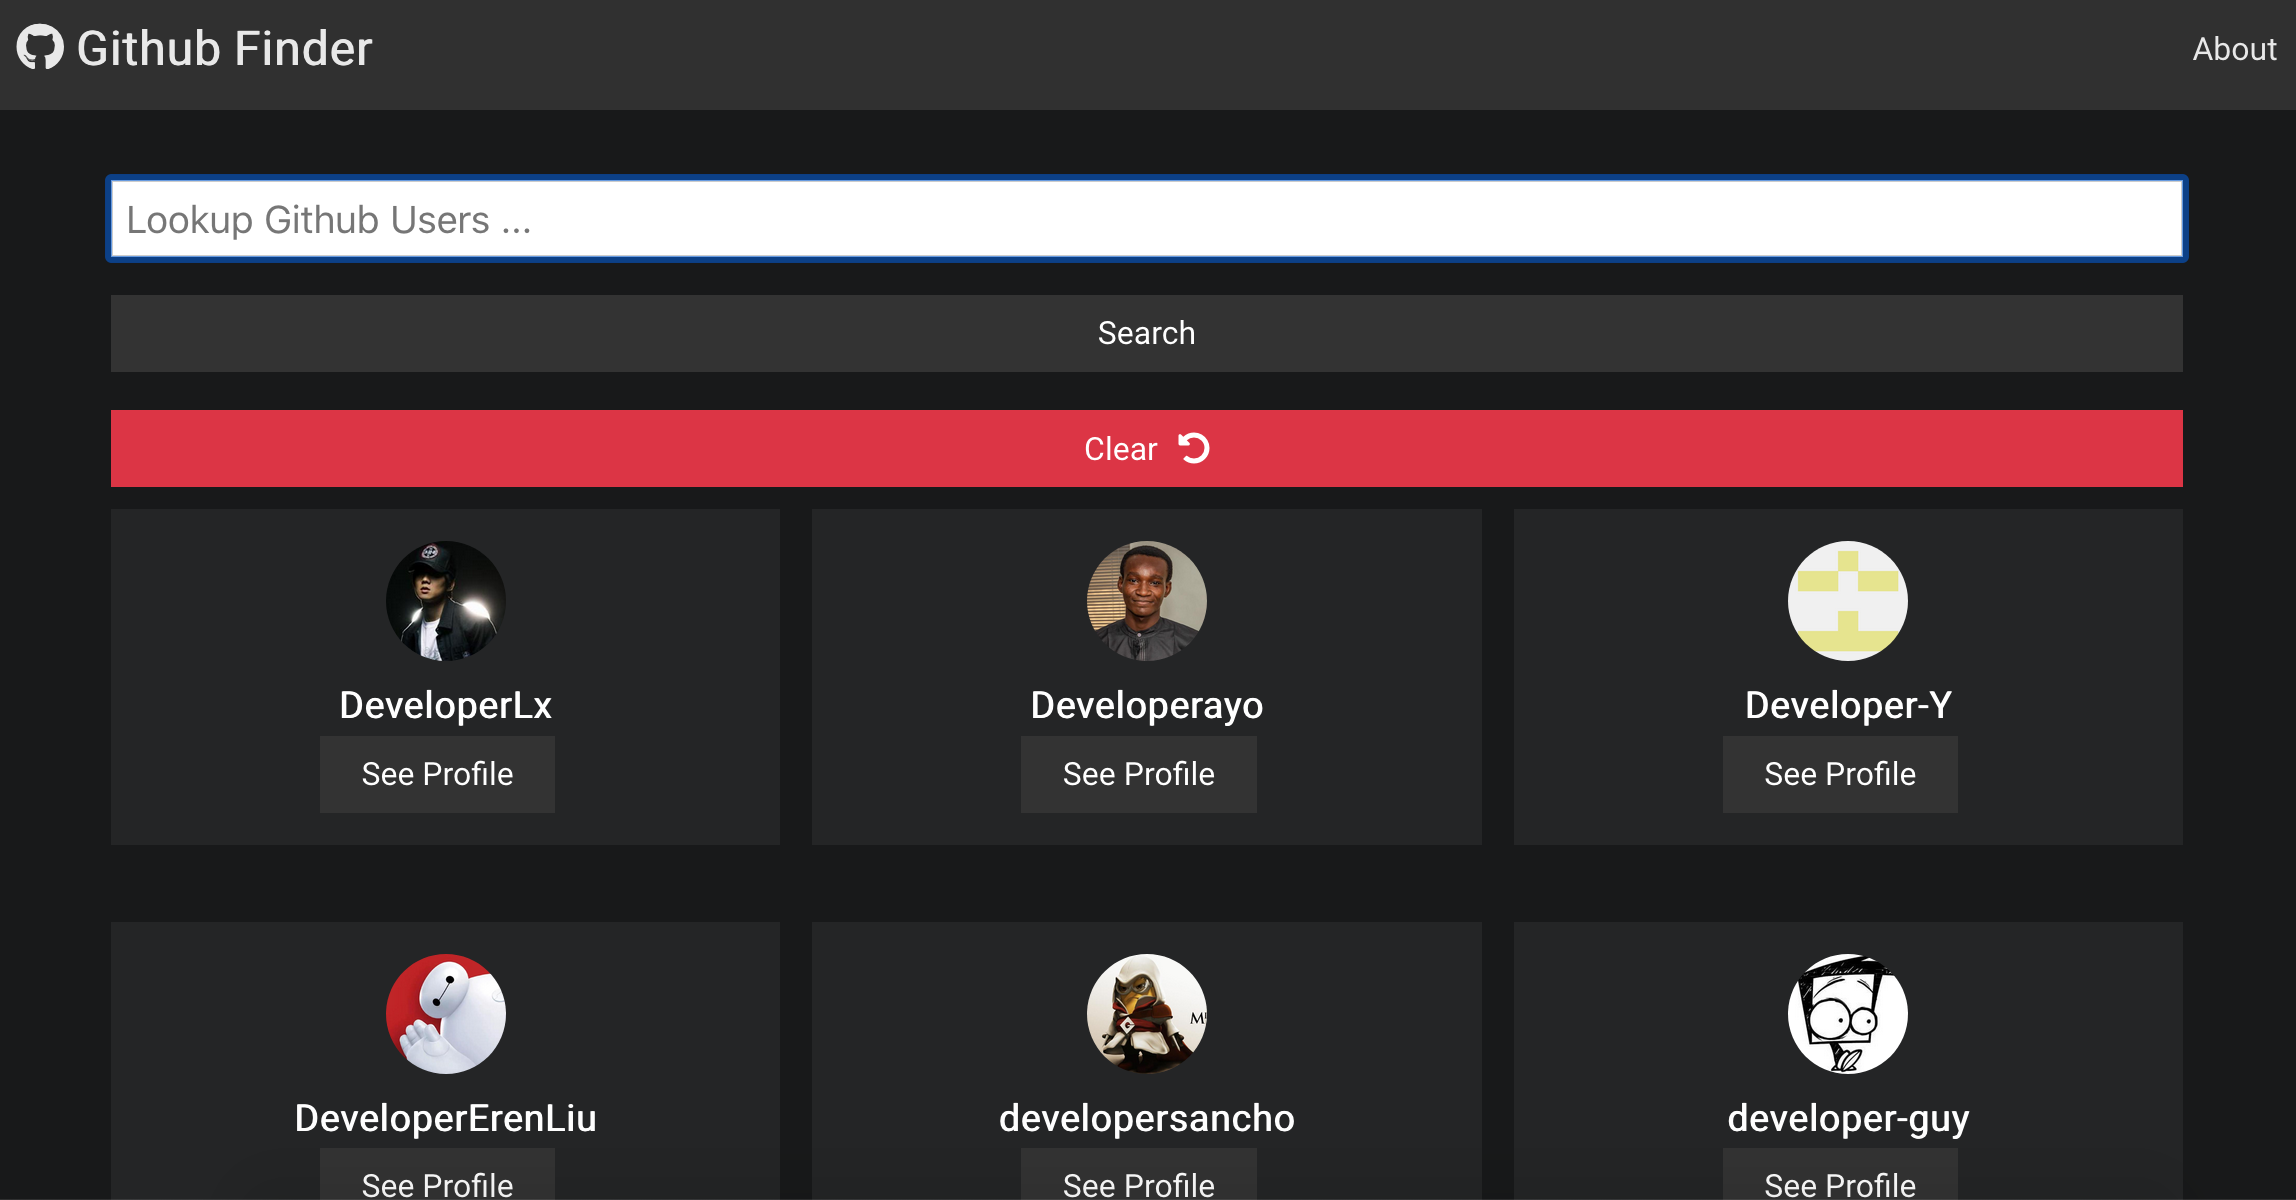 Github Finder
About
Lookup Github Users ...
Search
Clear
DeveloperLx
Developerayo
Developer-Y
See Profile
See Profile
See Profile
DeveloperErenLiu
developersancho
developer-guy
See Profile
See Profile
See Profile